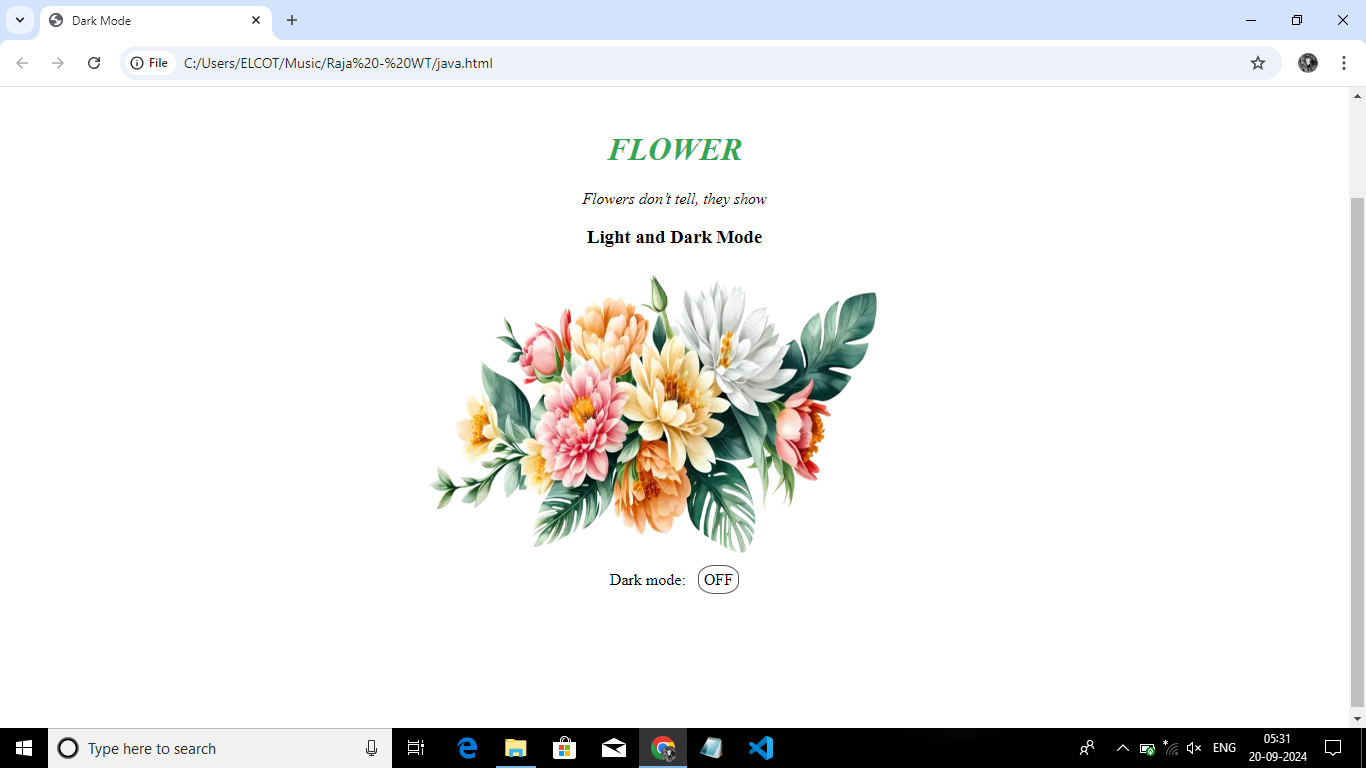 Dark Mode
File
C:/Users/ELCOT/Music/Raja%20-%20WT/java.html
FLOWER
Flowers don't tell, they show
Light and Dark Mode
Dark mode: OFF
Type here to search
ENG
05:31
20-09-2024